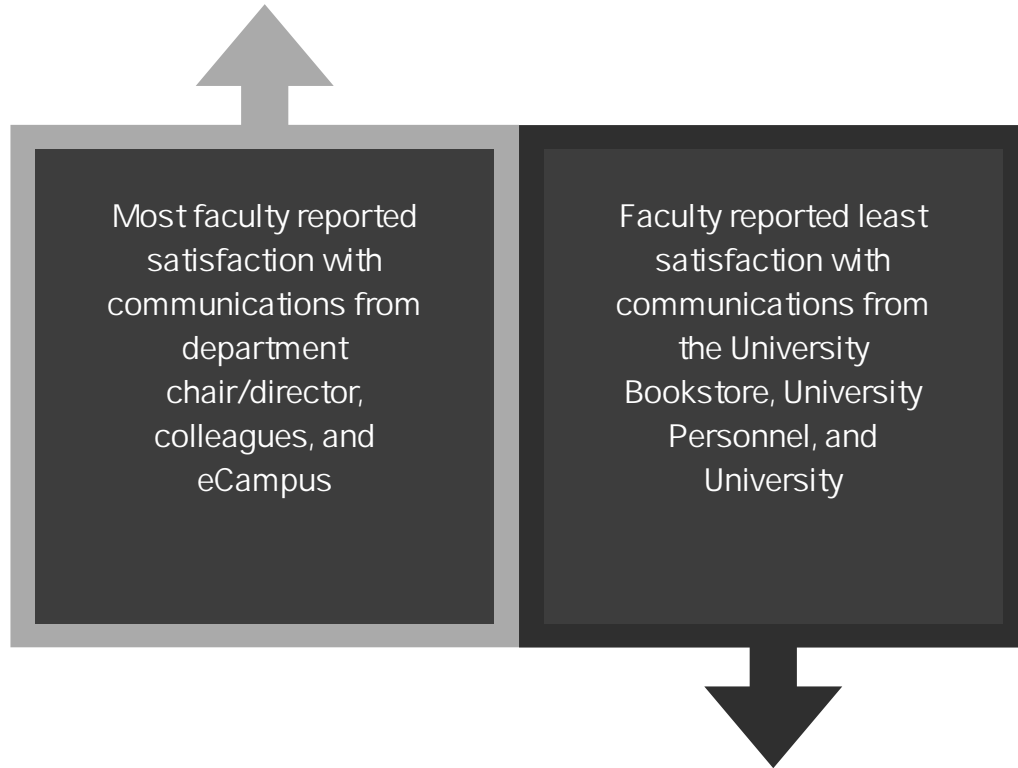 Most faculty reported
satisfaction with
communications from
department
chair/director,
colleagues, and
eCampus
Faculty reported least
satisfaction with
communications from
the University
Bookstore, University
Personnel, and
University